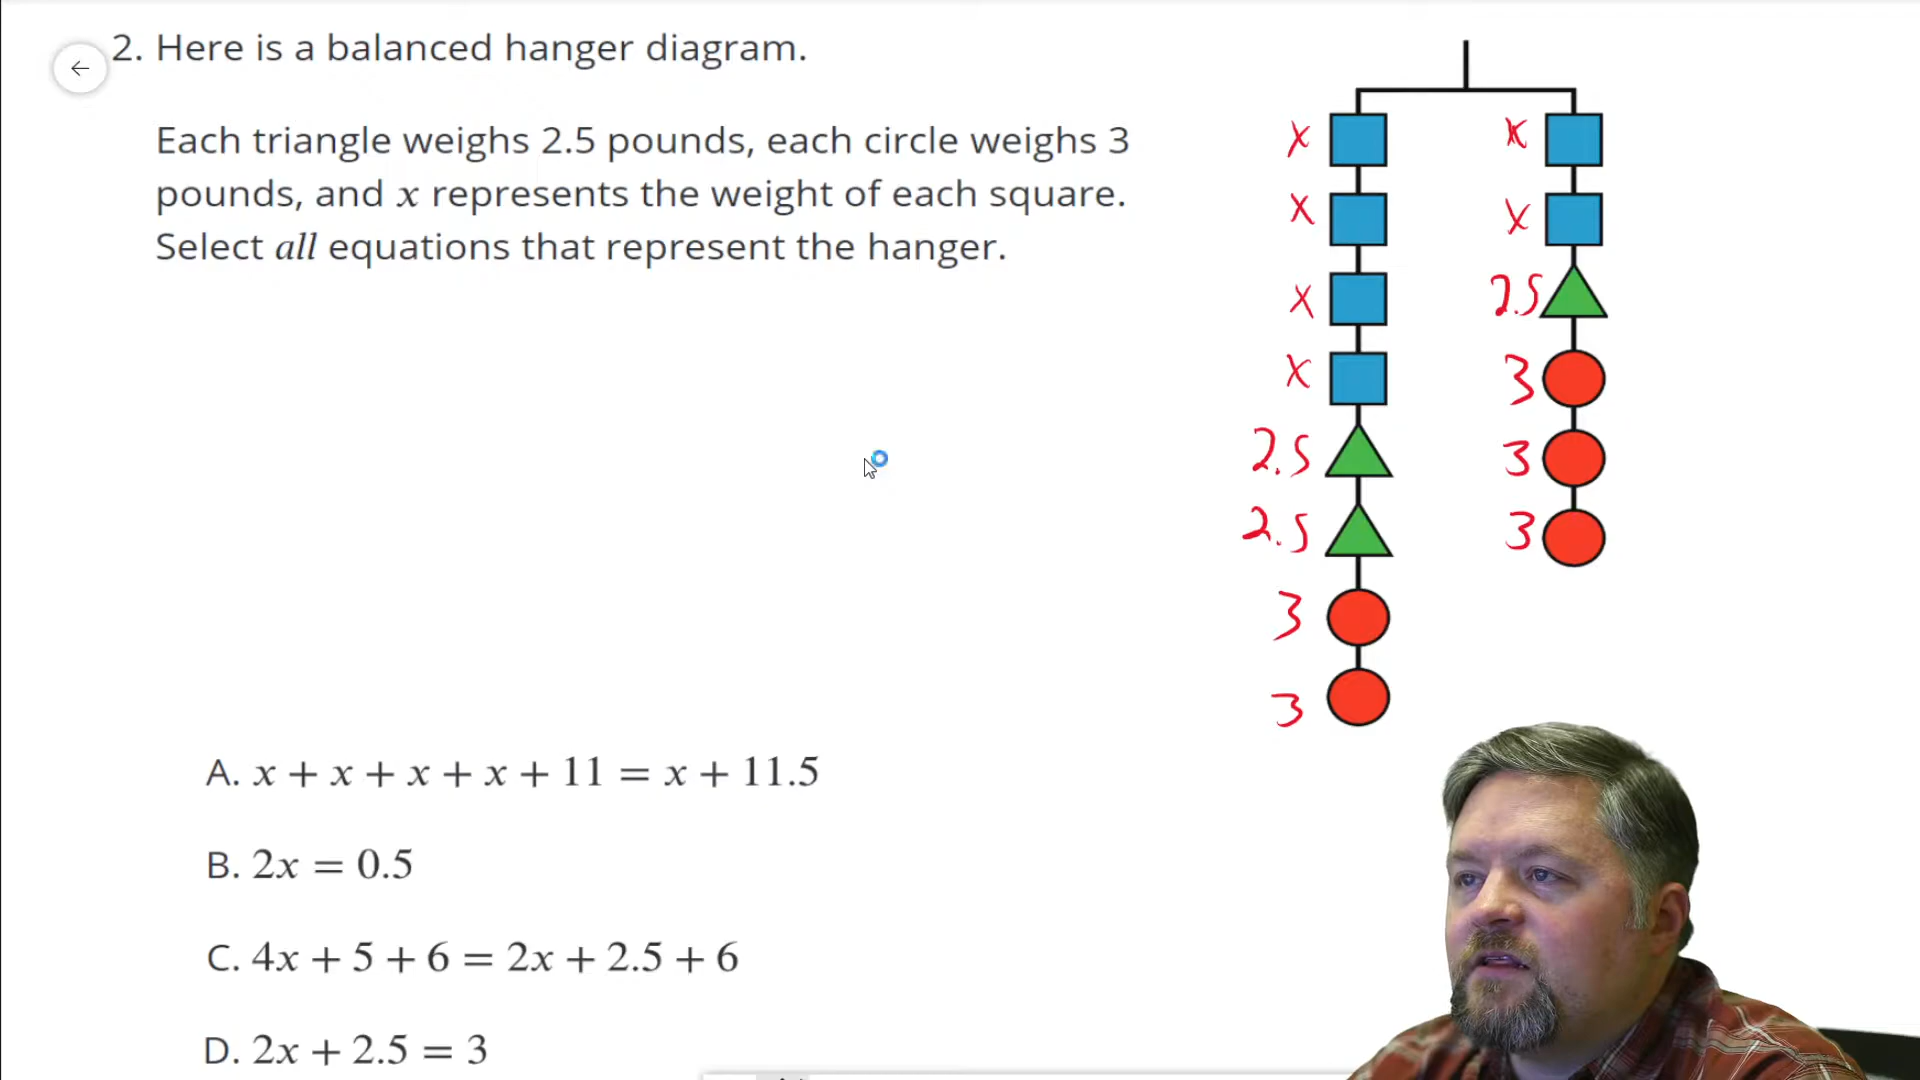 2. Here is a balanced hanger diagram.
Each triangle weighs 2.5 pounds, each circle weighs 3
pounds, and x represents the weight of each square.
Select all equations that represent the hanger.
x
x
x
x
2.5
2.5
3
3
x
x
2.5
3
3
3
A. x + x + x + x + 11 = x + 11.5
B. 2x = 0.5
C. 4x + 5 + 6 = 2x + 2.5 + 6
D. 2x + 2.5 = 3